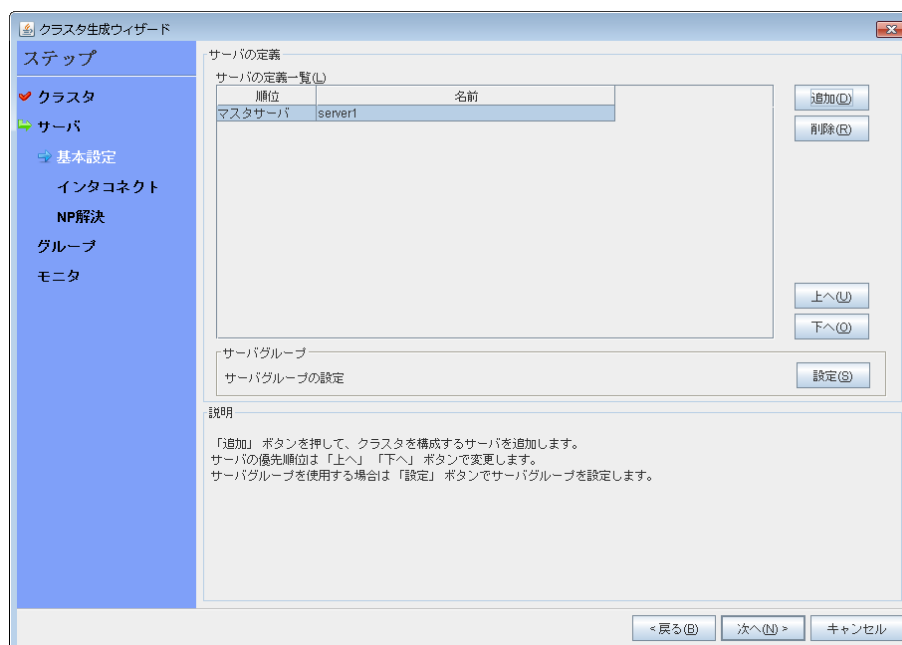 クラスタ生成ウィザード
ステップ
クラスタ
サーバ
基本設定
インタコネクト
NP解決
グループ
モニタ
サーバの定義
サーバの定義一覧(L)
順位 名前
マスタサーバ server1
追加(D)
削除(R)
上へ(U)
下へ(O)
サーバグループ
サーバグループの設定
設定(S)
説明
「追加」ボタンを押して、クラスタを構成するサーバを追加します。
サーバの優先順位は「上へ」「下へ」ボタンで変更します。
サーバグループを使用する場合は「設定」ボタンでサーバグループを設定します。
<戻る(B) 次へ(N)> キャンセル